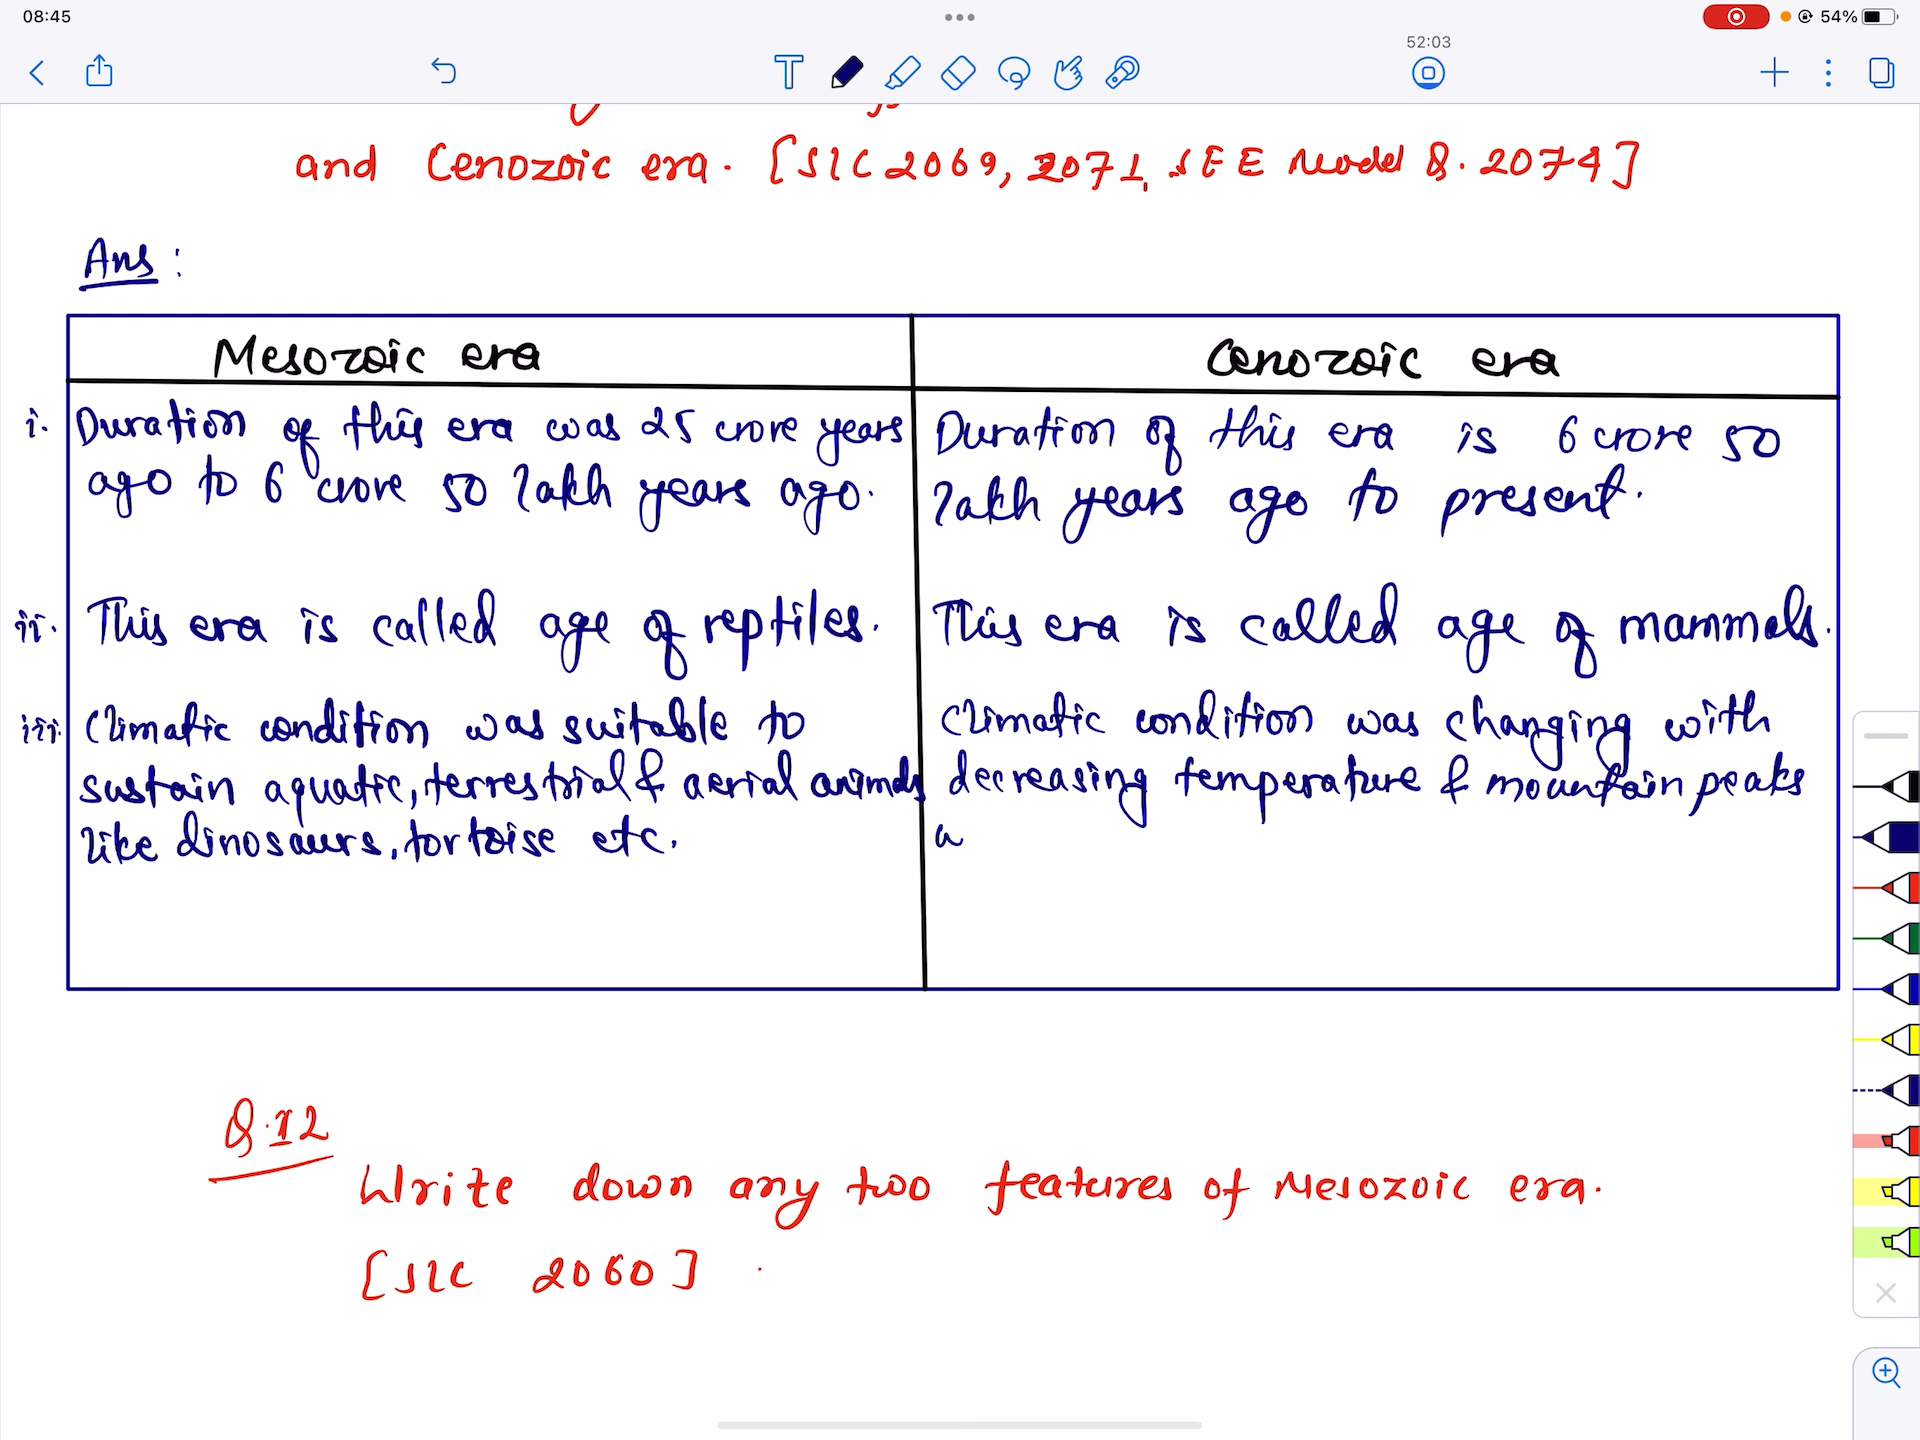 08:45
54%
52:03
and Cenozoic era. [SLC 2069, 2071, SEE Model Q. 2074]
Ans :
Mesozoic era
Cenozoic era
i. Duration of this era was 25 crore years
ago to 6 crore 50 lakh years ago.
Duration of this era is 6 crore 50
lakh years ago to present.
ii. This era is called age of reptiles.
This era is called age of mammals.
iii. Climatic condition was suitable to
sustain aquatic, terrestrial & aerial animals
like dinosaurs, tortoise etc.
Climatic condition was changing with
decreasing temperature & mountain peaks
Q.12
Write down any two features of Mesozoic era.
[SLC 2060]